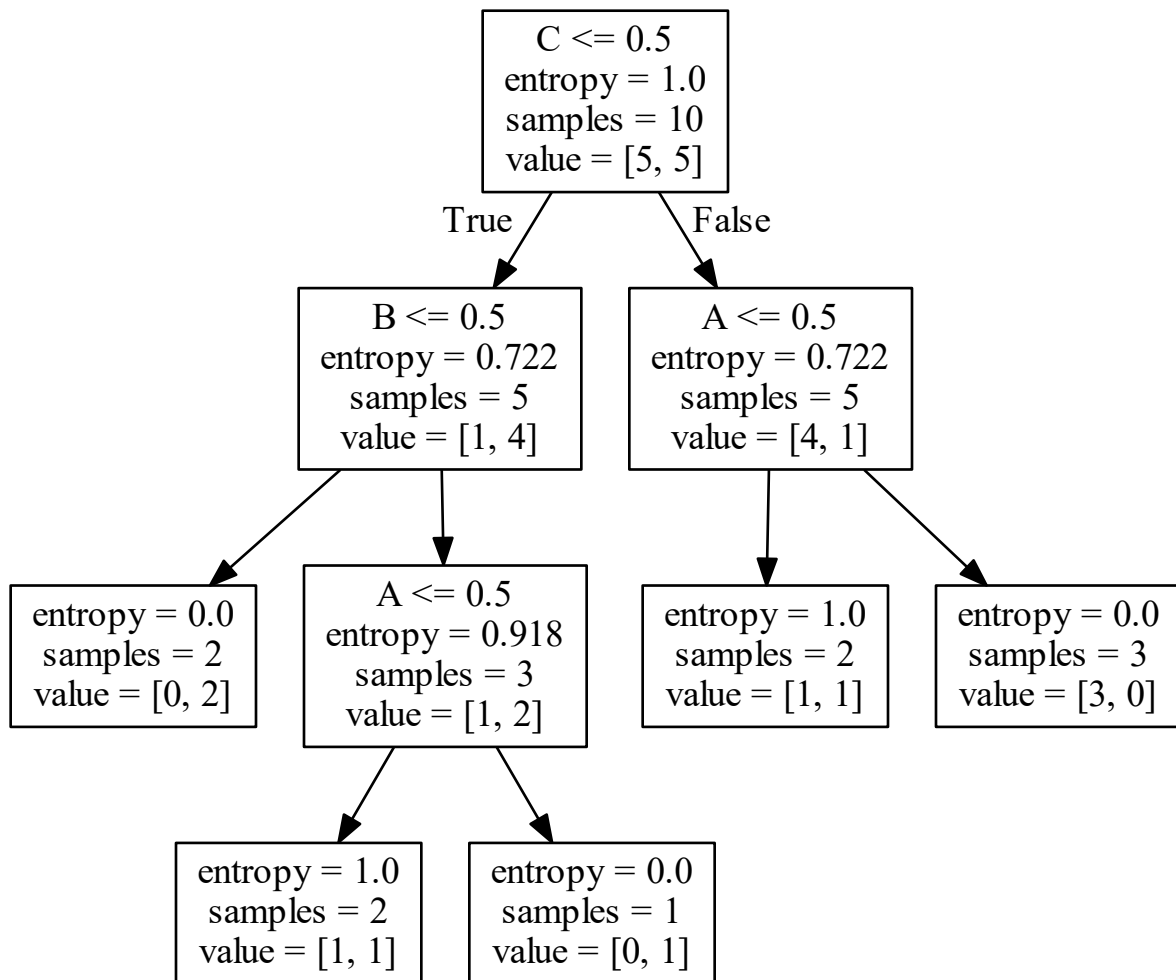 C <= 0.5
entropy = 1.0
samples = 10
value = [5, 5]
True
False
B <= 0.5
entropy = 0.722
samples = 5
value = [1, 4]
A <= 0.5
entropy = 0.722
samples = 5
value = [4, 1]
entropy = 0.0
samples = 2
value = [0, 2]
A <= 0.5
entropy = 0.918
samples = 3
value = [1, 2]
entropy = 1.0
samples = 2
value = [1, 1]
entropy = 0.0
samples = 3
value = [3, 0]
entropy = 1.0
samples = 2
value = [1, 1]
entropy = 0.0
samples = 1
value = [0, 1]